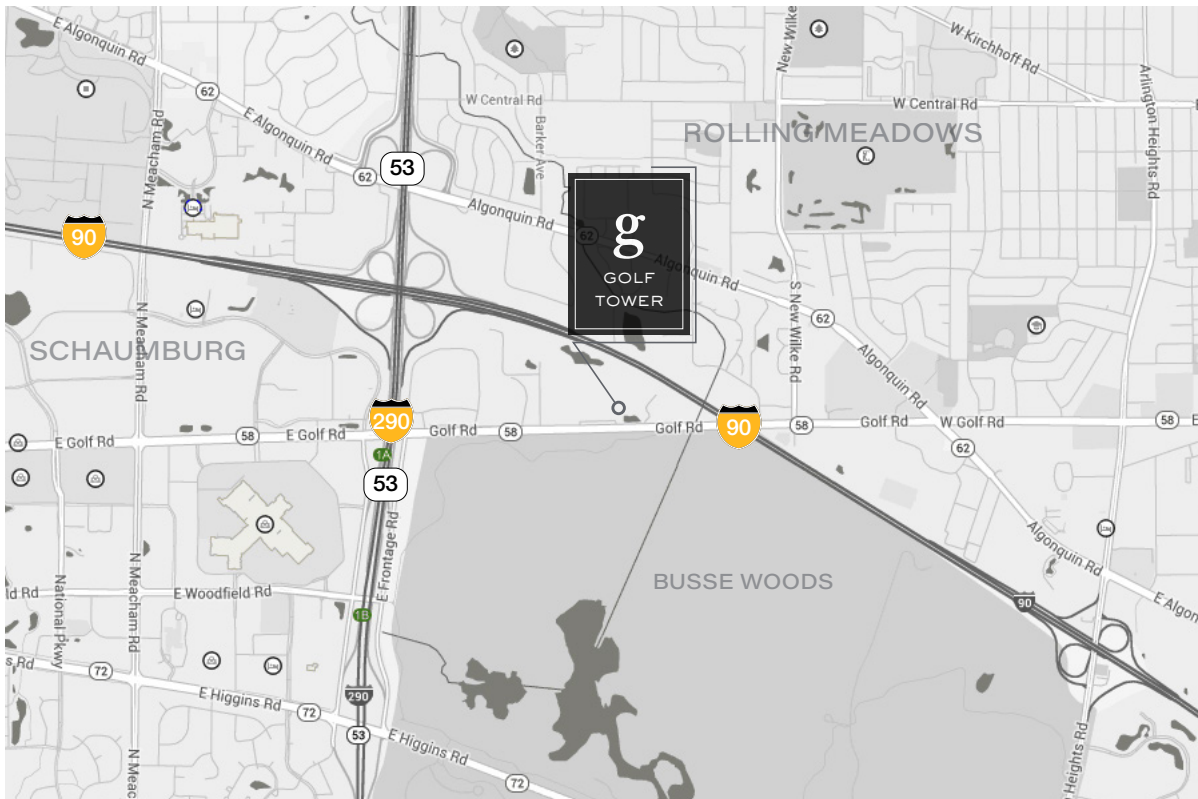 E Algonquin Rd
62
E Algonquin Rd
62
53
N Meacham Rd
W Central Rd
Barker Ave
New Wilke
W Kirchhoff Rd
W Central Rd
Arlington Heights Rd
ROLLING MEADOWS
90
Algonquin Rd
62
g
GOLF
TOWER
Algonquin Rd
62
Algonquin Rd
S New Wilke Rd
N Meacham Rd
SCHAUMBURG
E Golf Rd
58
E Golf Rd
290
Golf Rd
58
Golf Rd
90
58
Golf Rd
W Golf Rd
58
E
62
1A
53
E Frontage Rd
Algonquin Rd
E Algon
BUSSE WOODS
ld Rd
E Woodfield Rd
National Pkwy
N Meacham Rd
1B
90
s Rd
72
E Higgins Rd
72
290
53
E Higgins Rd
72
N Meac
Heights Rd